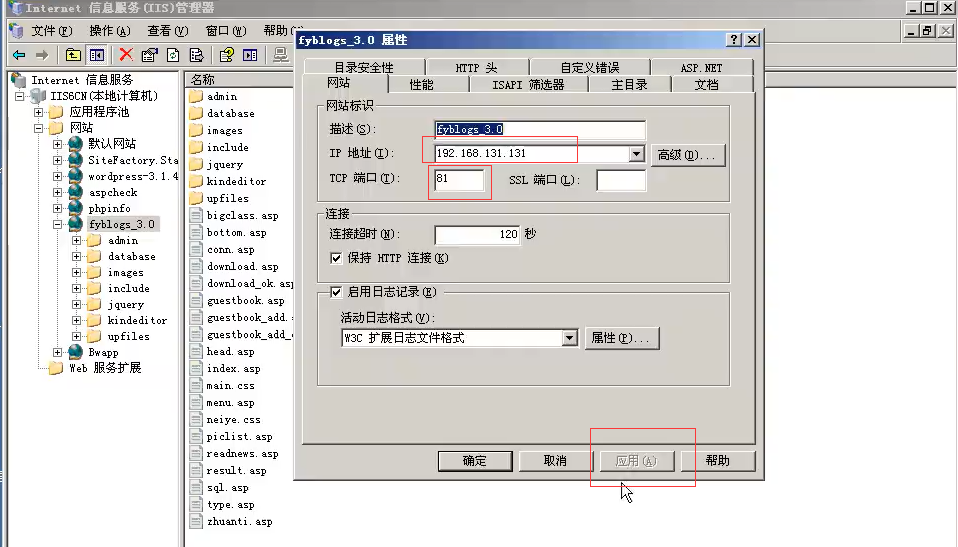 Internet 信息服务(IIS)管理器
文件(F) 操作(A) 查看(V) 窗口(W) 帮助
Internet 信息服务
IIS6CN(本地计算机)
应用程序池
网站
默认网站
SiteFactory.Sta
wordpress-3.1.4
aspcheck
phpinfo
fyblogs_3.0
admin
database
images
include
jquery
kindeditor
upfiles
Bwapp
Web 服务扩展
名称
admin
database
images
include
jquery
kindeditor
upfiles
bigclass.asp
bottom.asp
conn.asp
download.asp
download_ok.asp
guestbook.asp
guestbook_add.
guestbook_add_o
head.asp
index.asp
main.css
menu.asp
neiye.css
piclist.asp
readnews.asp
result.asp
sql.asp
type.asp
zhuanti.asp
fyblogs_3.0 属性
目录安全性 HTTP 头 自定义错误 ASP.NET
网站 性能 ISAPI 筛选器 主目录 文档
网站标识
描述(S): fyblogs_3.0
IP 地址(I): 192.168.131.131 高级(D)...
TCP 端口(T): 81 SSL 端口(L):
连接
连接超时(N): 120 秒
保持 HTTP 连接(K)
启用日志记录(E)
活动日志格式(V):
W3C 扩展日志文件格式 属性(P)...
确定 取消 应用(A) 帮助